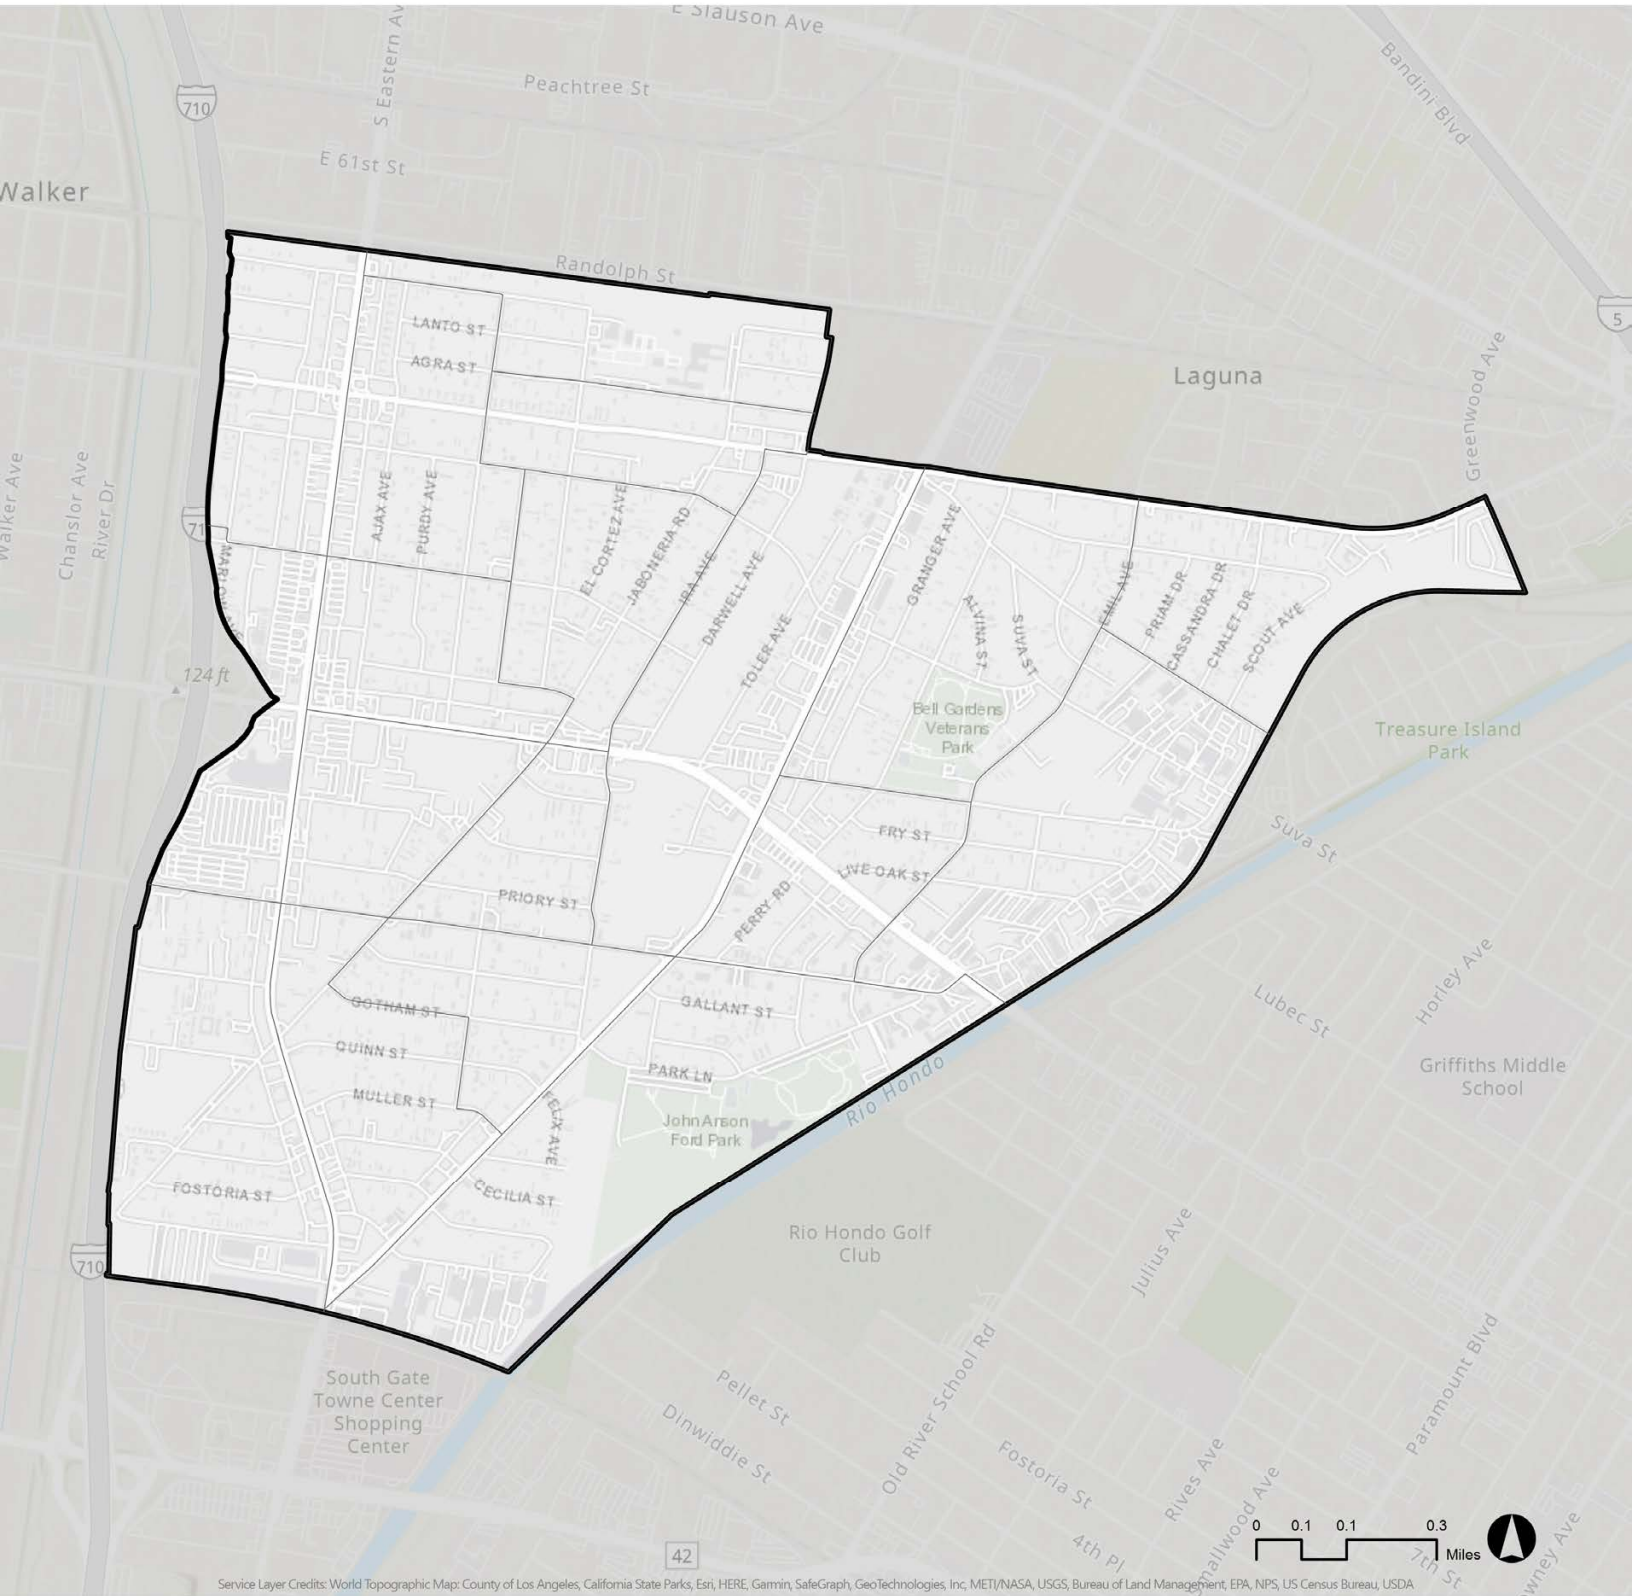 E Slauson Ave
S Eastern Av
Bandini Blvd
Peachtree St
710
E 61st St
Walker
Randolph St
5
LANTO ST
AGRA ST
Laguna
Greenwood Ave
Walker Ave
Chanslor Ave
River Dr
AJAX AVE
PURDY AVE
EL CORTEZ AVE
JABONERIA RD
IRA AVE
DARWELL AVE
TOLER AVE
GRANGER AVE
ALVINA ST
SUVA ST
EMIL AVE
PRIAM DR
CASSANDRA DR
CHALET DR
SCOUT AVE
71
124 ft
Bell Gardens
Veterans
Park
Treasure Island
Park
FRY ST
Suva St
LIVE OAK ST
PRIORY ST
PERRY RD
Horley Ave
Lubec St
GOTHAM ST
GALLANT ST
QUINN ST
PARK LN
Rio Hondo
Griffiths Middle
School
MULLER ST
FELIX AVE
John Anson
Ford Park
FOSTORIA ST
CECILIA ST
Rio Hondo Golf
Club
Julius Ave
710
South Gate
Towne Center
Shopping
Center
Pellet St
Dinwiddie St
Old River School Rd
Paramount Blvd
Fostoria St
Rives Ave
mallwood Ave
4th Pl
7th St
wney Ave
42
0 0.1 0.1 0.3
Miles
Service Layer Credits: World Topographic Map: County of Los Angeles, California State Parks, Esri, HERE, Garmin, SafeGraph, GeoTechnologies, Inc, METI/NASA, USGS, Bureau of Land Management, EPA, NPS, US Census Bureau, USDA